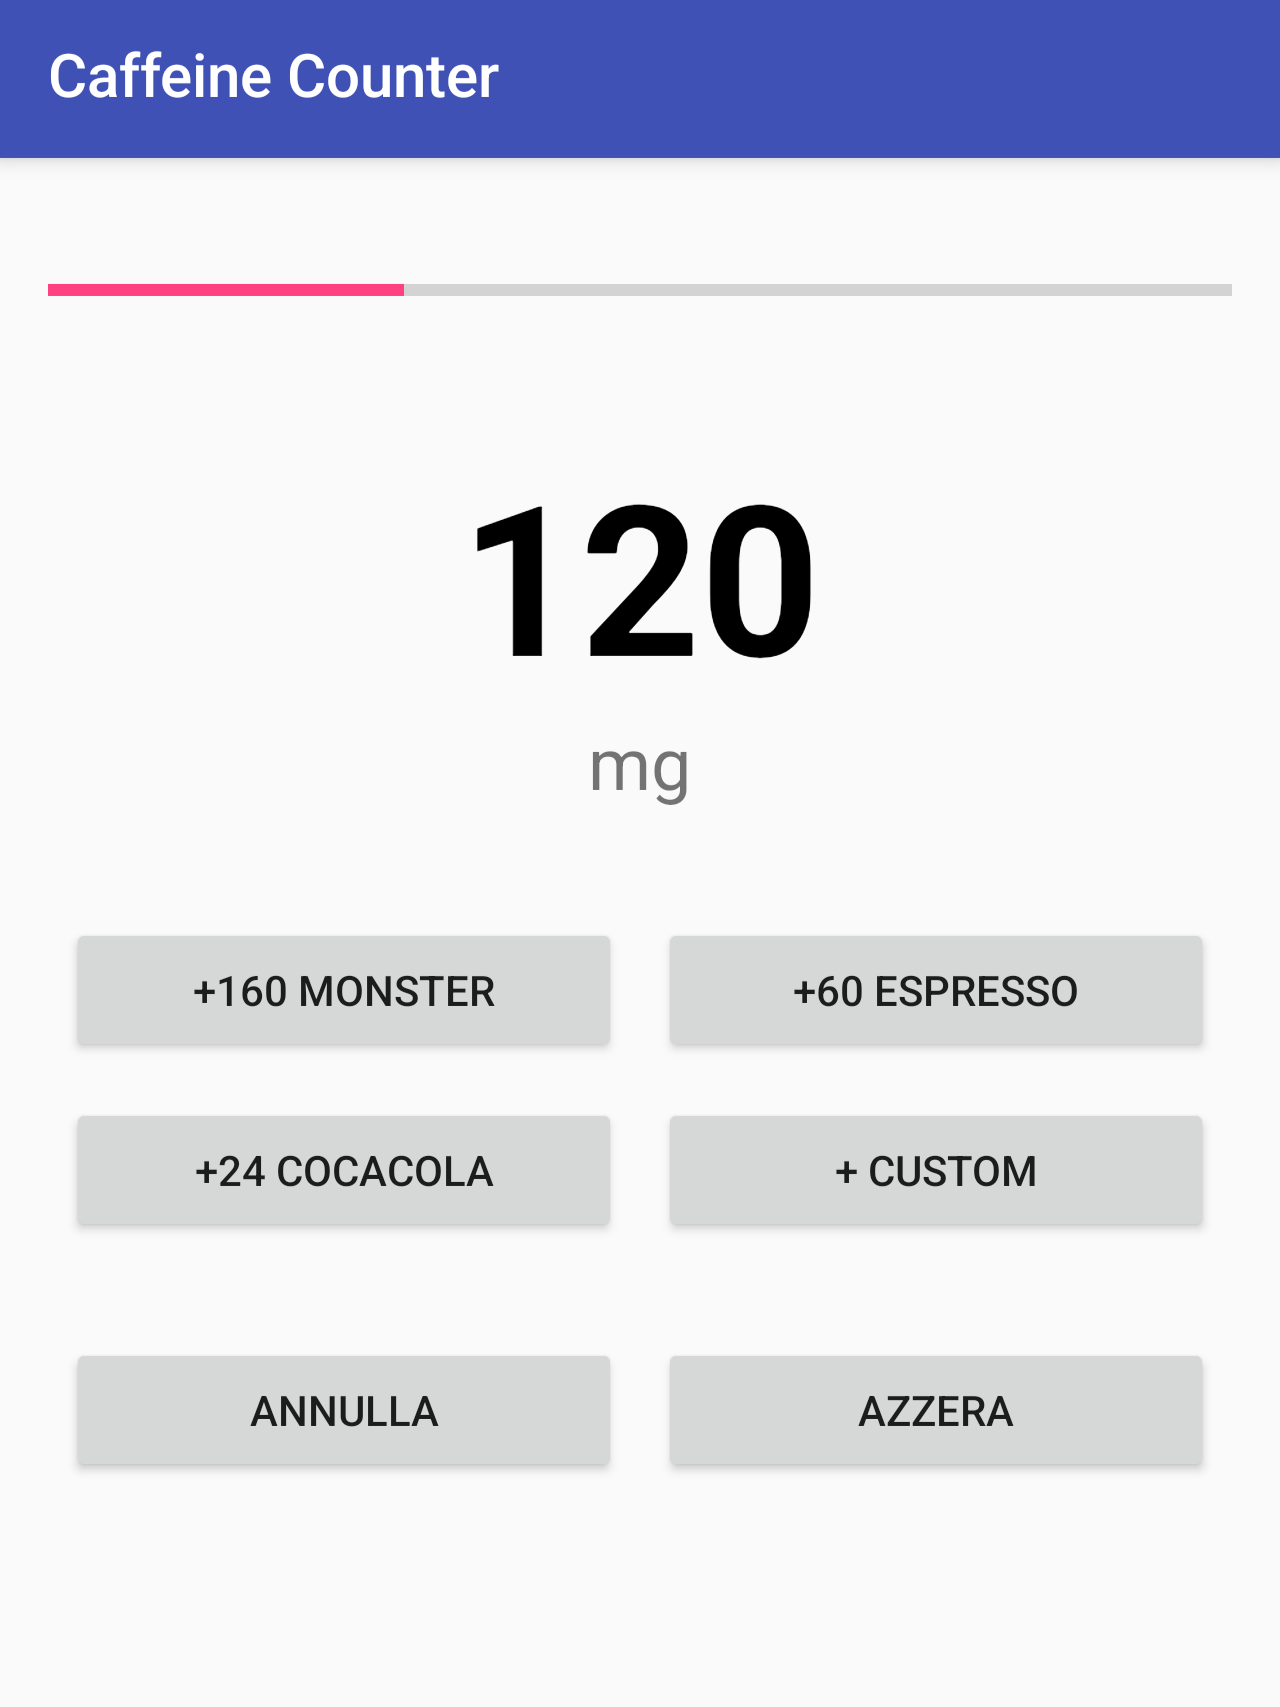 Caffeine Counter
120
mg
+160 MONSTER
+60 ESPRESSO
+24 COCACOLA
+ CUSTOM
ANNULLA
AZZERA